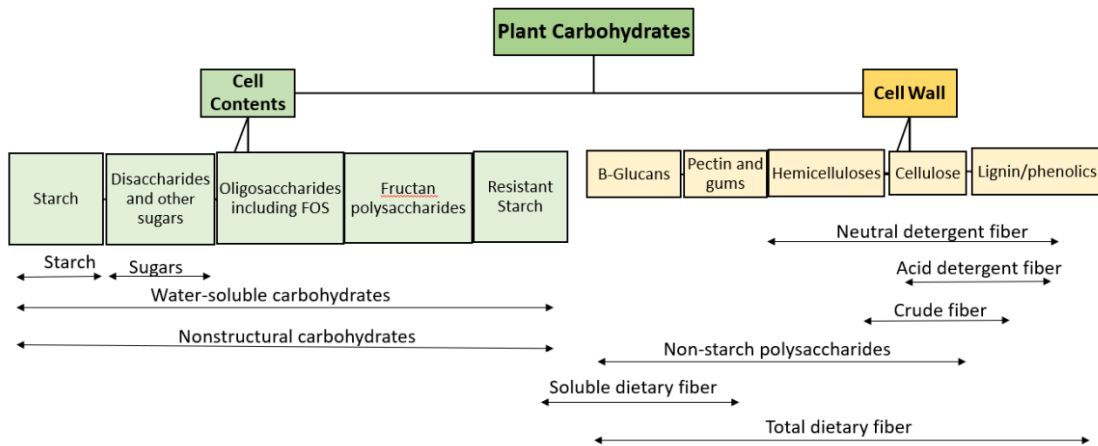 Plant Carbohydrates
Cell
Contents
Cell Wall
Starch
Disaccharides
and other
sugars
Oligosaccharides
including FOS
Fructan
polysaccharides
Resistant
Starch
B-Glucans
Pectin and
gums
Hemicelluloses
Cellulose
Lignin/phenolics
Starch
Sugars
Water-soluble carbohydrates
Nonstructural carbohydrates
Neutral detergent fiber
Acid detergent fiber
Crude fiber
Non-starch polysaccharides
Soluble dietary fiber
Total dietary fiber